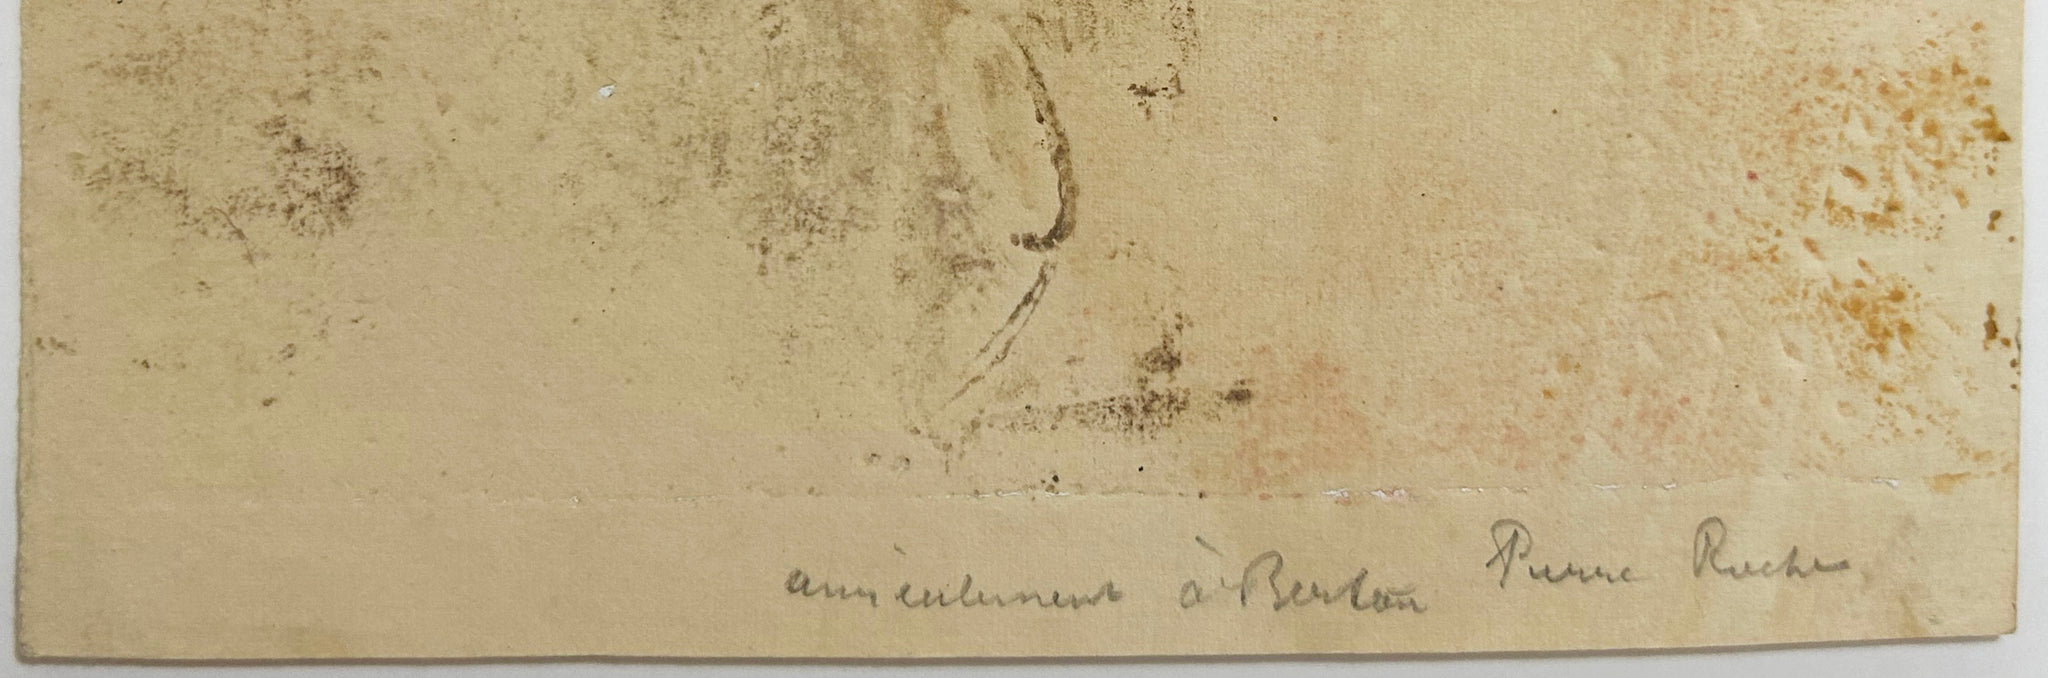 amicalement à Berton Pierre Roche